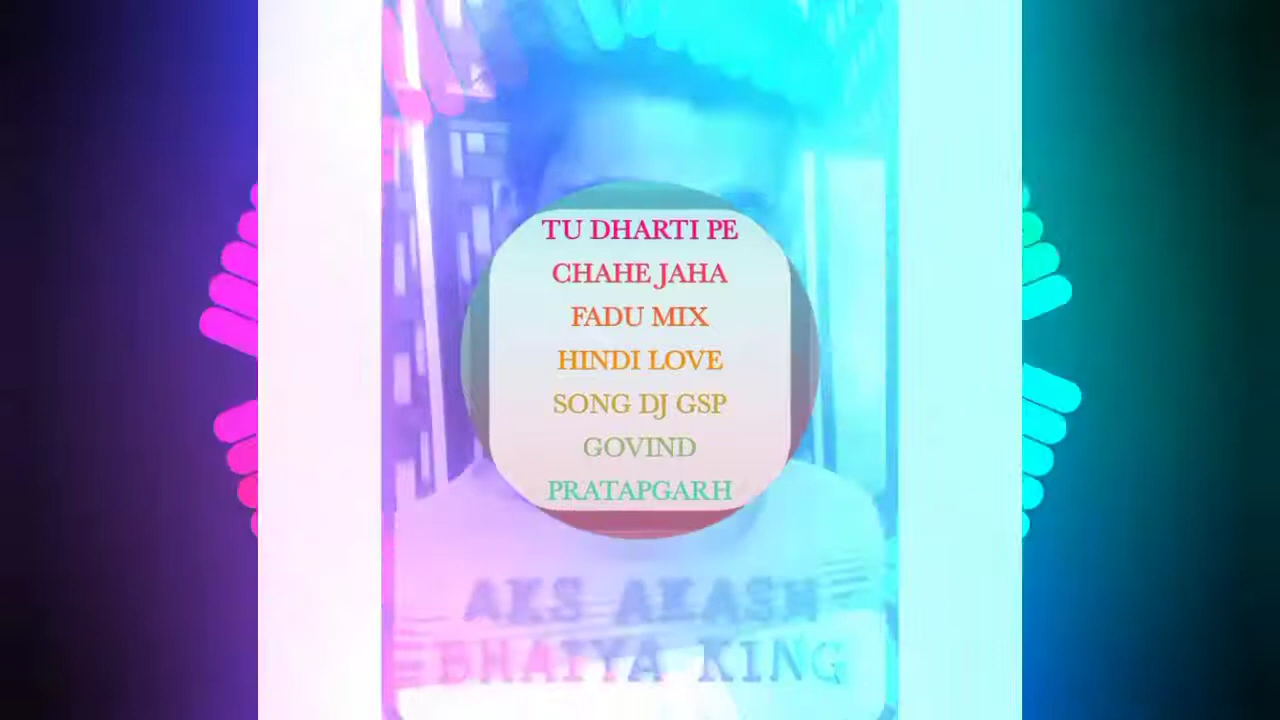 TU DHARTI PE
CHAHE JAHA
FADU MIX
HINDI LOVE
SONG DJ GSP
GOVIND
PRATAPGARH
AKS AKASH
BHAIYA KING